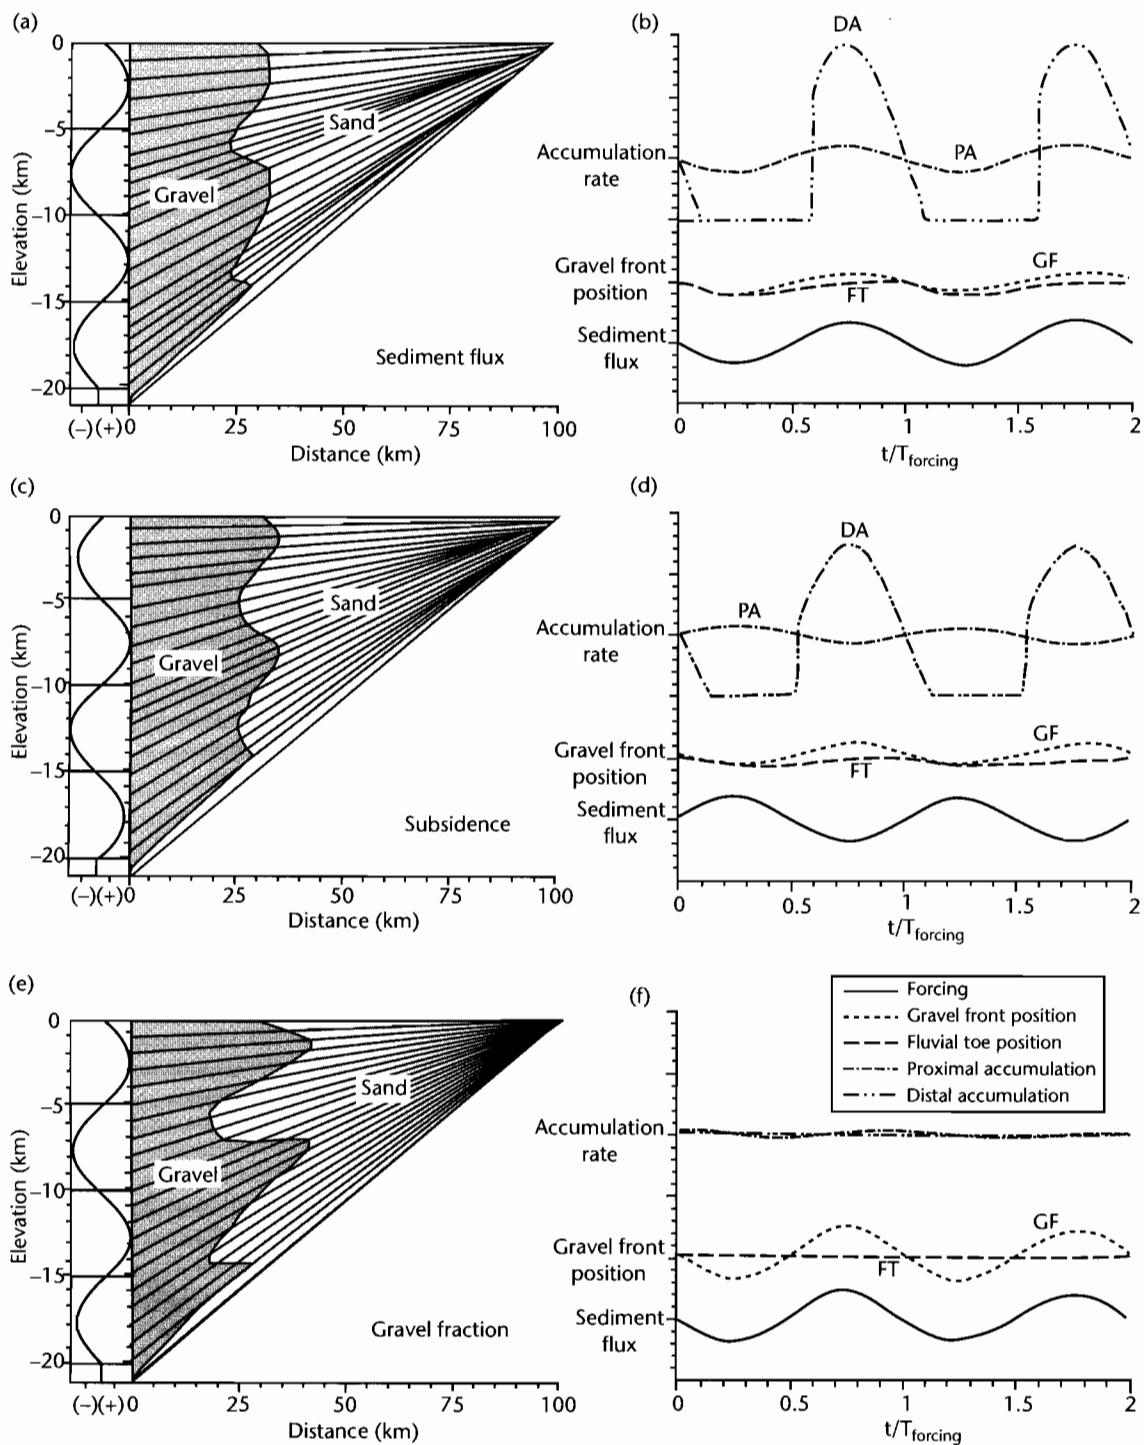 (a)
0
−5
−10
−15
−20
Elevation (km)
Gravel
Sand
Sediment flux
(−)(+)0 25 50 75 100
Distance (km)
(b)
DA
PA
Accumulation
rate
GF
Gravel front
position
FT
Sediment
flux
0 0.5 1 1.5 2
t/Tforcing
(c)
0
−5
−10
−15
−20
Elevation (km)
Gravel
Sand
Subsidence
(−)(+)0 25 50 75 100
Distance (km)
(d)
DA
PA
Accumulation
rate
GF
Gravel front
position
FT
Sediment
flux
0 0.5 1 1.5 2
t/Tforcing
(e)
0
−5
−10
−15
−20
Elevation (km)
Gravel
Sand
Gravel fraction
(−)(+)0 25 50 75 100
Distance (km)
(f)
Forcing
Gravel front position
Fluvial toe position
Proximal accumulation
Distal accumulation
Accumulation
rate
GF
Gravel front
position
FT
Sediment
flux
0 0.5 1 1.5 2
t/Tforcing